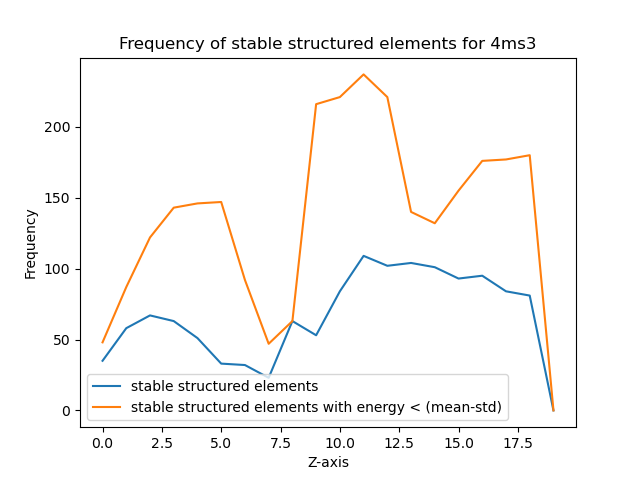 Frequency of stable structured elements for 4ms3
Frequency
200
150
100
50
0
stable structured elements
stable structured elements with energy < (mean-std)
0.0 2.5 5.0 7.5 10.0 12.5 15.0 17.5
Z-axis